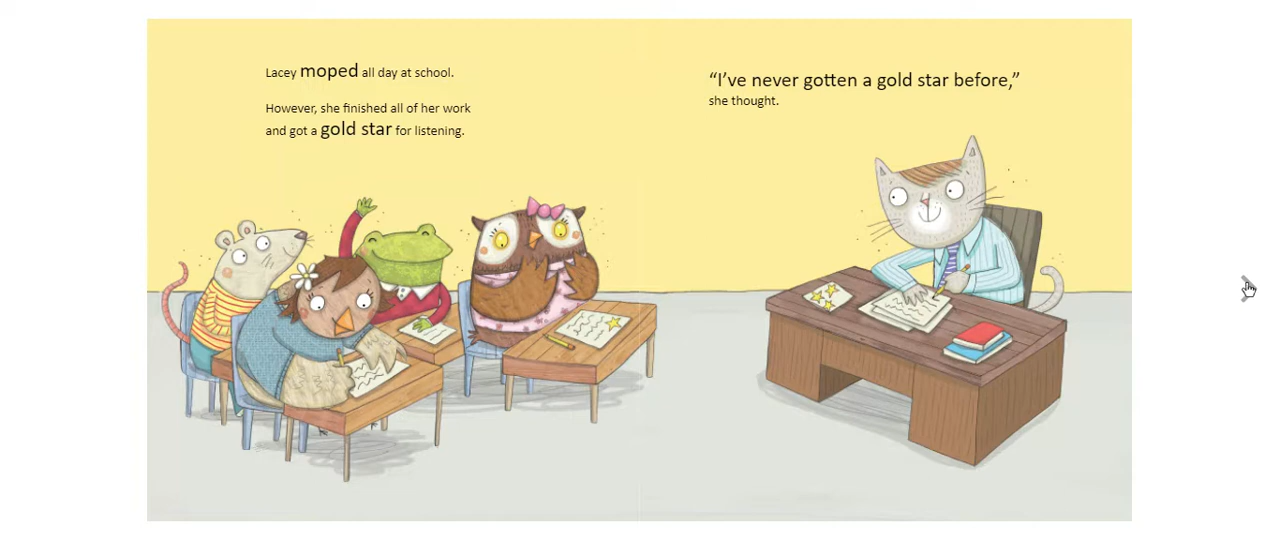 Lacey moped all day at school.
However, she finished all of her work
and got a gold star for listening.
“I’ve never gotten a gold star before,”
she thought.